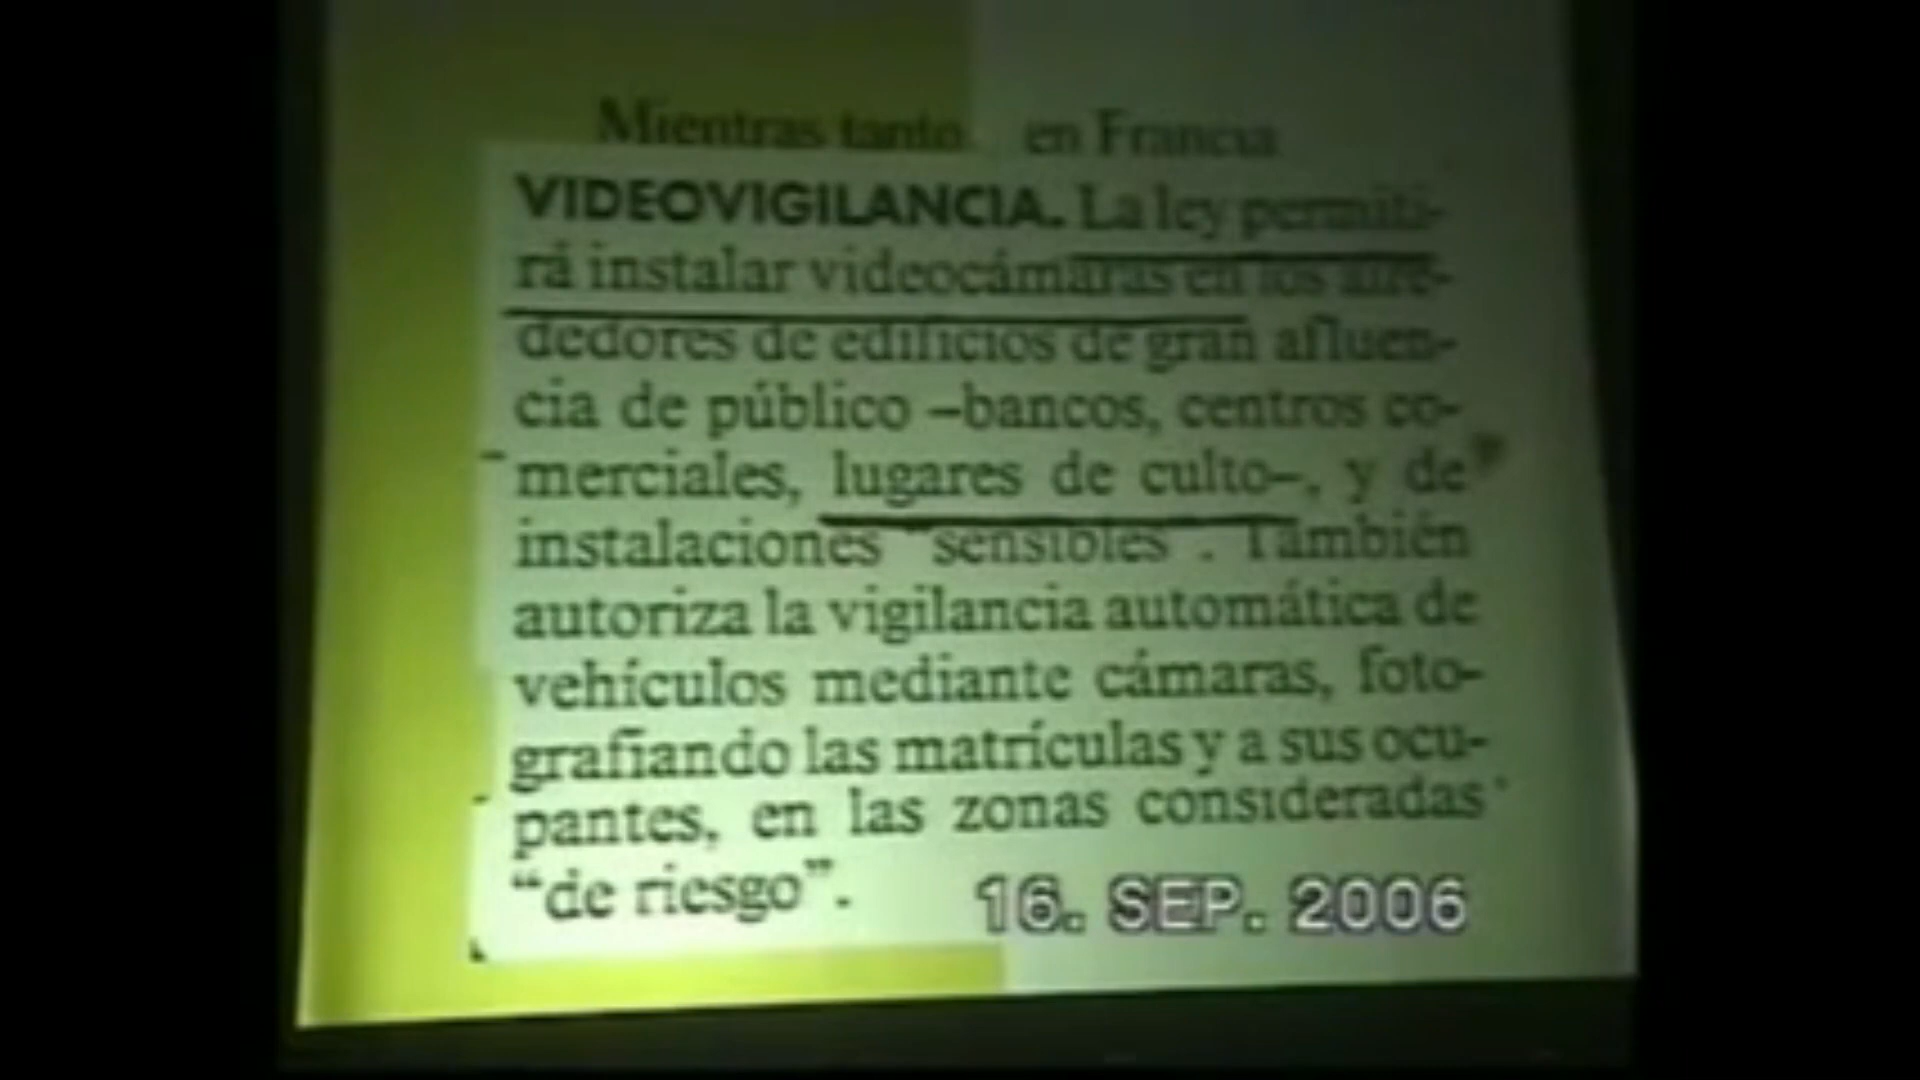 Mientras tanto en Francia
VIDEOVIGILANCIA. La ley permiti-
rá instalar videocámaras en los alre-
dedores de edificios de gran afluen-
cia de público –bancos, centros co-
merciales, lugares de culto–, y de
instalaciones "sensibles". También
autoriza la vigilancia automática de
vehículos mediante cámaras, foto-
grafiando las matrículas y a sus ocu-
pantes, en las zonas consideradas
"de riesgo".
16. SEP. 2006